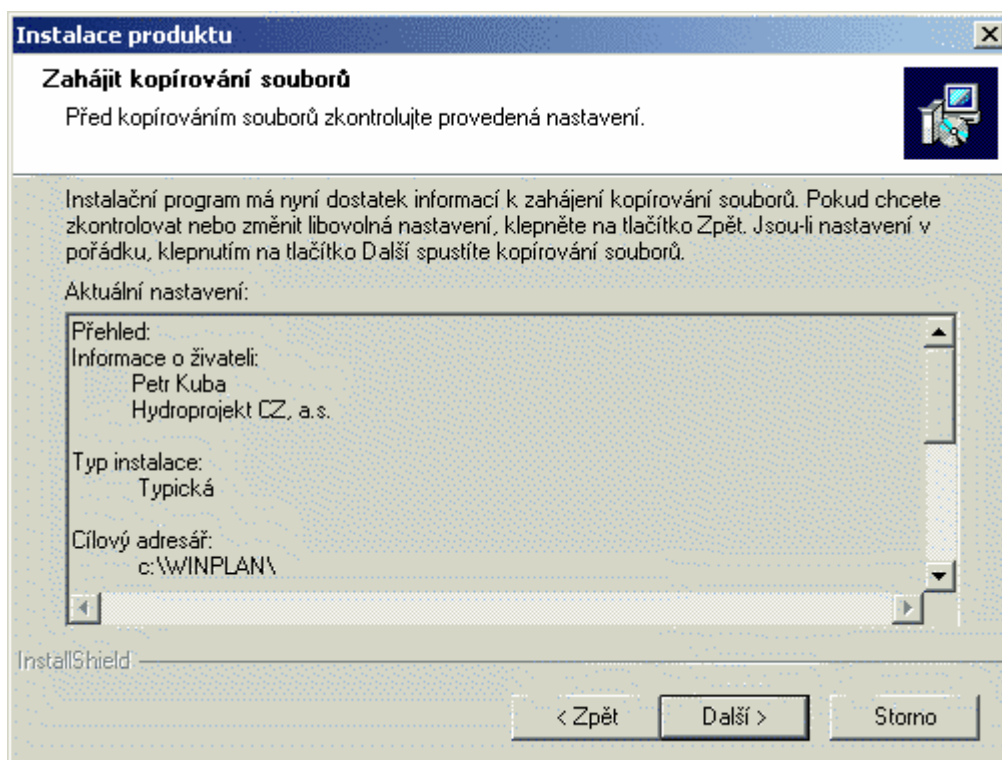 Instalace produktu
Zahájit kopírování souborů
Před kopírováním souborů zkontrolujte provedená nastavení.
Instalační program má nyní dostatek informací k zahájení kopírování souborů. Pokud chcete
zkontrolovat nebo změnit libovolná nastavení, klepněte na tlačítko Zpět. Jsou-li nastavení v
pořádku, klepnutím na tlačítko Další spustíte kopírování souborů.
Aktuální nastavení:
Přehled:
Informace o živateli:
Petr Kuba
Hydroprojekt CZ, a.s.
Typ instalace:
Typická
Cílový adresář:
c:\WINPLAN\
InstallShield
< Zpět
Další >
Storno